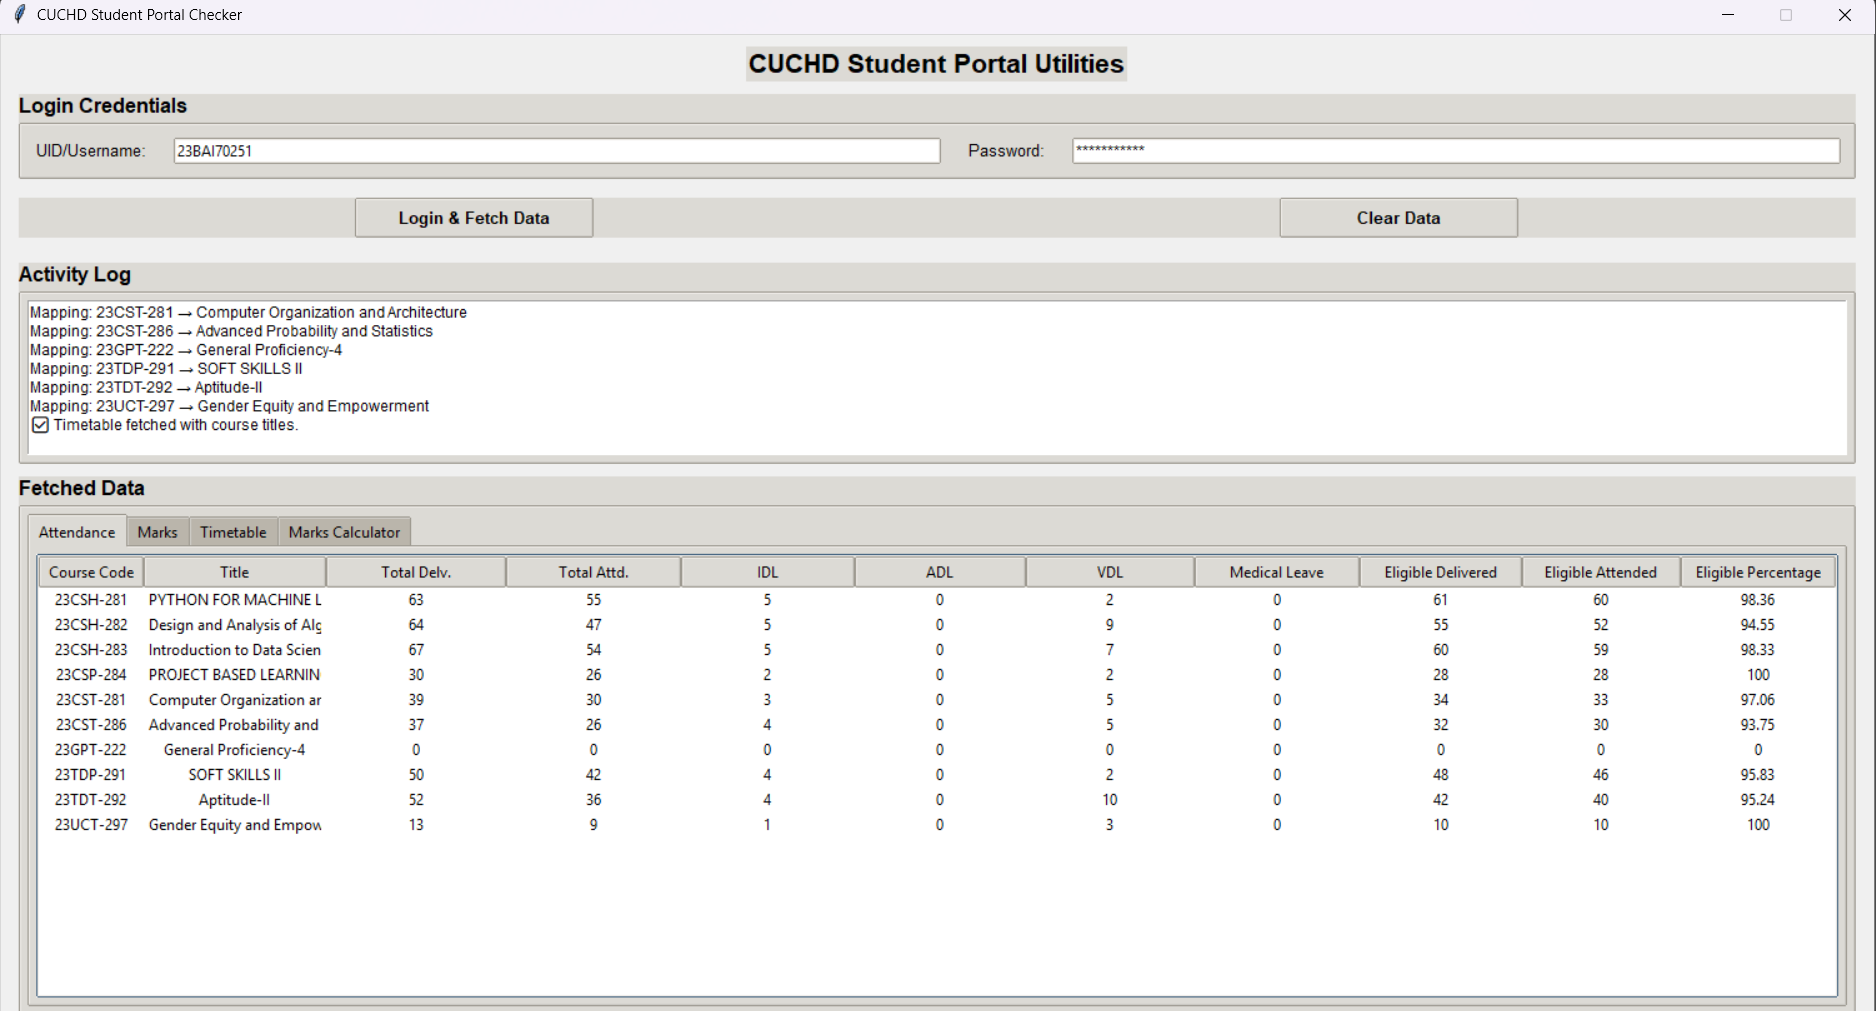 CUCHD Student Portal Checker
CUCHD Student Portal Utilities
Login Credentials
UID/Username: 23BAI70251 Password: ***********
Login & Fetch Data Clear Data
Activity Log
Mapping: 23CST-281 → Computer Organization and Architecture
Mapping: 23CST-286 → Advanced Probability and Statistics
Mapping: 23GPT-222 → General Proficiency-4
Mapping: 23TDP-291 → SOFT SKILLS II
Mapping: 23TDT-292 → Aptitude-II
Mapping: 23UCT-297 → Gender Equity and Empowerment
Timetable fetched with course titles.
Fetched Data
Attendance Marks Timetable Marks Calculator
Course Code Title Total Delv. Total Attd. IDL ADL VDL Medical Leave Eligible Delivered Eligible Attended Eligible Percentage
23CSH-281 PYTHON FOR MACHINE L 63 55 5 0 2 0 61 60 98.36
23CSH-282 Design and Analysis of Alg 64 47 5 0 9 0 55 52 94.55
23CSH-283 Introduction to Data Scien 67 54 5 0 7 0 60 59 98.33
23CSP-284 PROJECT BASED LEARNIN 30 26 2 0 2 0 28 28 100
23CST-281 Computer Organization ar 39 30 3 0 5 0 34 33 97.06
23CST-286 Advanced Probability and 37 26 4 0 5 0 32 30 93.75
23GPT-222 General Proficiency-4 0 0 0 0 0 0 0 0 0
23TDP-291 SOFT SKILLS II 50 42 4 0 2 0 48 46 95.83
23TDT-292 Aptitude-II 52 36 4 0 10 0 42 40 95.24
23UCT-297 Gender Equity and Empow 13 9 1 0 3 0 10 10 100